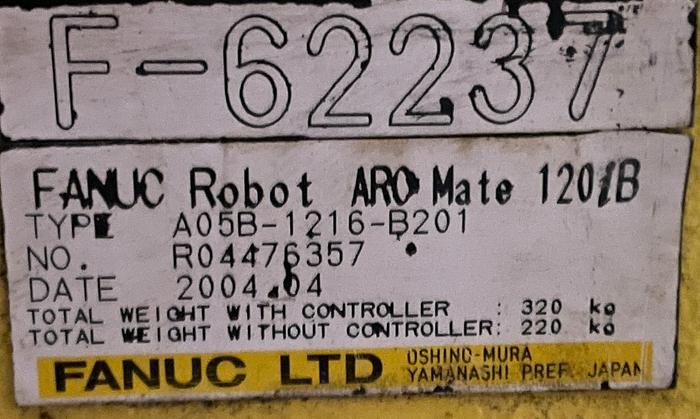 F-62237
FANUC Robot ARC Mate 120iB
TYPE A05B-1216-B201
NO. R04476357
DATE 2004.04
TOTAL WEIGHT WITH CONTROLLER : 320 kg
TOTAL WEIGHT WITHOUT CONTROLLER: 220 kg
FANUC LTD OSHINO-MURA
YAMANASHI PREF. JAPAN